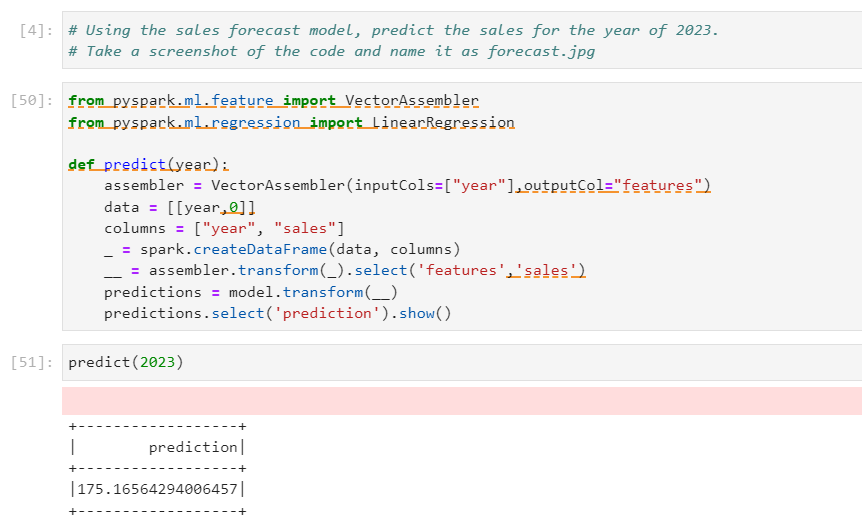 [4]: # Using the sales forecast model, predict the sales for the year of 2023.
# Take a screenshot of the code and name it as forecast.jpg
[50]: from pyspark.ml.feature import VectorAssembler
from pyspark.ml.regression import LinearRegression
def predict(year):
    assembler = VectorAssembler(inputCols=["year"],outputCol="features")
    data = [[year,0]]
    columns = ["year", "sales"]
    _ = spark.createDataFrame(data, columns)
    __ = assembler.transform(_).select('features','sales')
    predictions = model.transform(__)
    predictions.select('prediction').show()
[51]: predict(2023)
+------------------+
|        prediction|
+------------------+
|175.16564294006457|
+------------------+